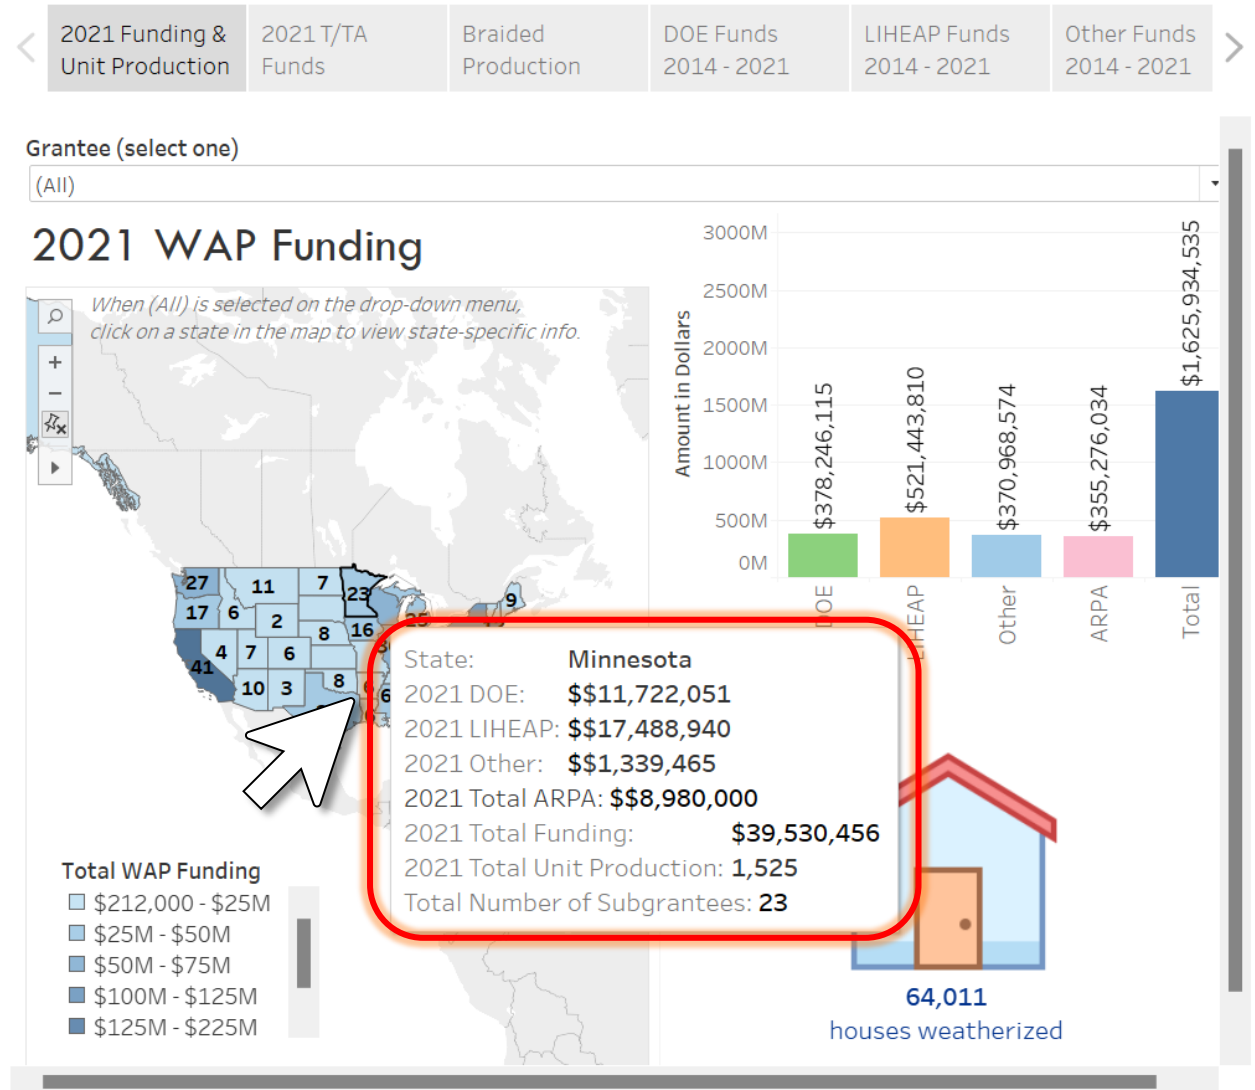 2021 Funding &
Unit Production
2021 T/TA
Funds
Braided
Production
DOE Funds
2014 - 2021
LIHEAP Funds
2014 - 2021
Other Funds
2014 - 2021
Grantee (select one)
(All)
2021 WAP Funding
When (All) is selected on the drop-down menu,
click on a state in the map to view state-specific info.
27
11
7
23
9
17
6
2
8
16
25
4
7
6
41
10
3
8
6
6
Total WAP Funding
$212,000 - $25M
$25M - $50M
$50M - $75M
$100M - $125M
$125M - $225M
Amount in Dollars
3000M
2500M
2000M
1500M
1000M
500M
0M
$378,246,115
$521,443,810
$370,968,574
$355,276,034
$1,625,934,535
DOE
LIHEAP
Other
ARPA
Total
State: Minnesota
2021 DOE: $$11,722,051
2021 LIHEAP: $$17,488,940
2021 Other: $$1,339,465
2021 Total ARPA: $$8,980,000
2021 Total Funding: $39,530,456
2021 Total Unit Production: 1,525
Total Number of Subgrantees: 23
64,011
houses weatherized